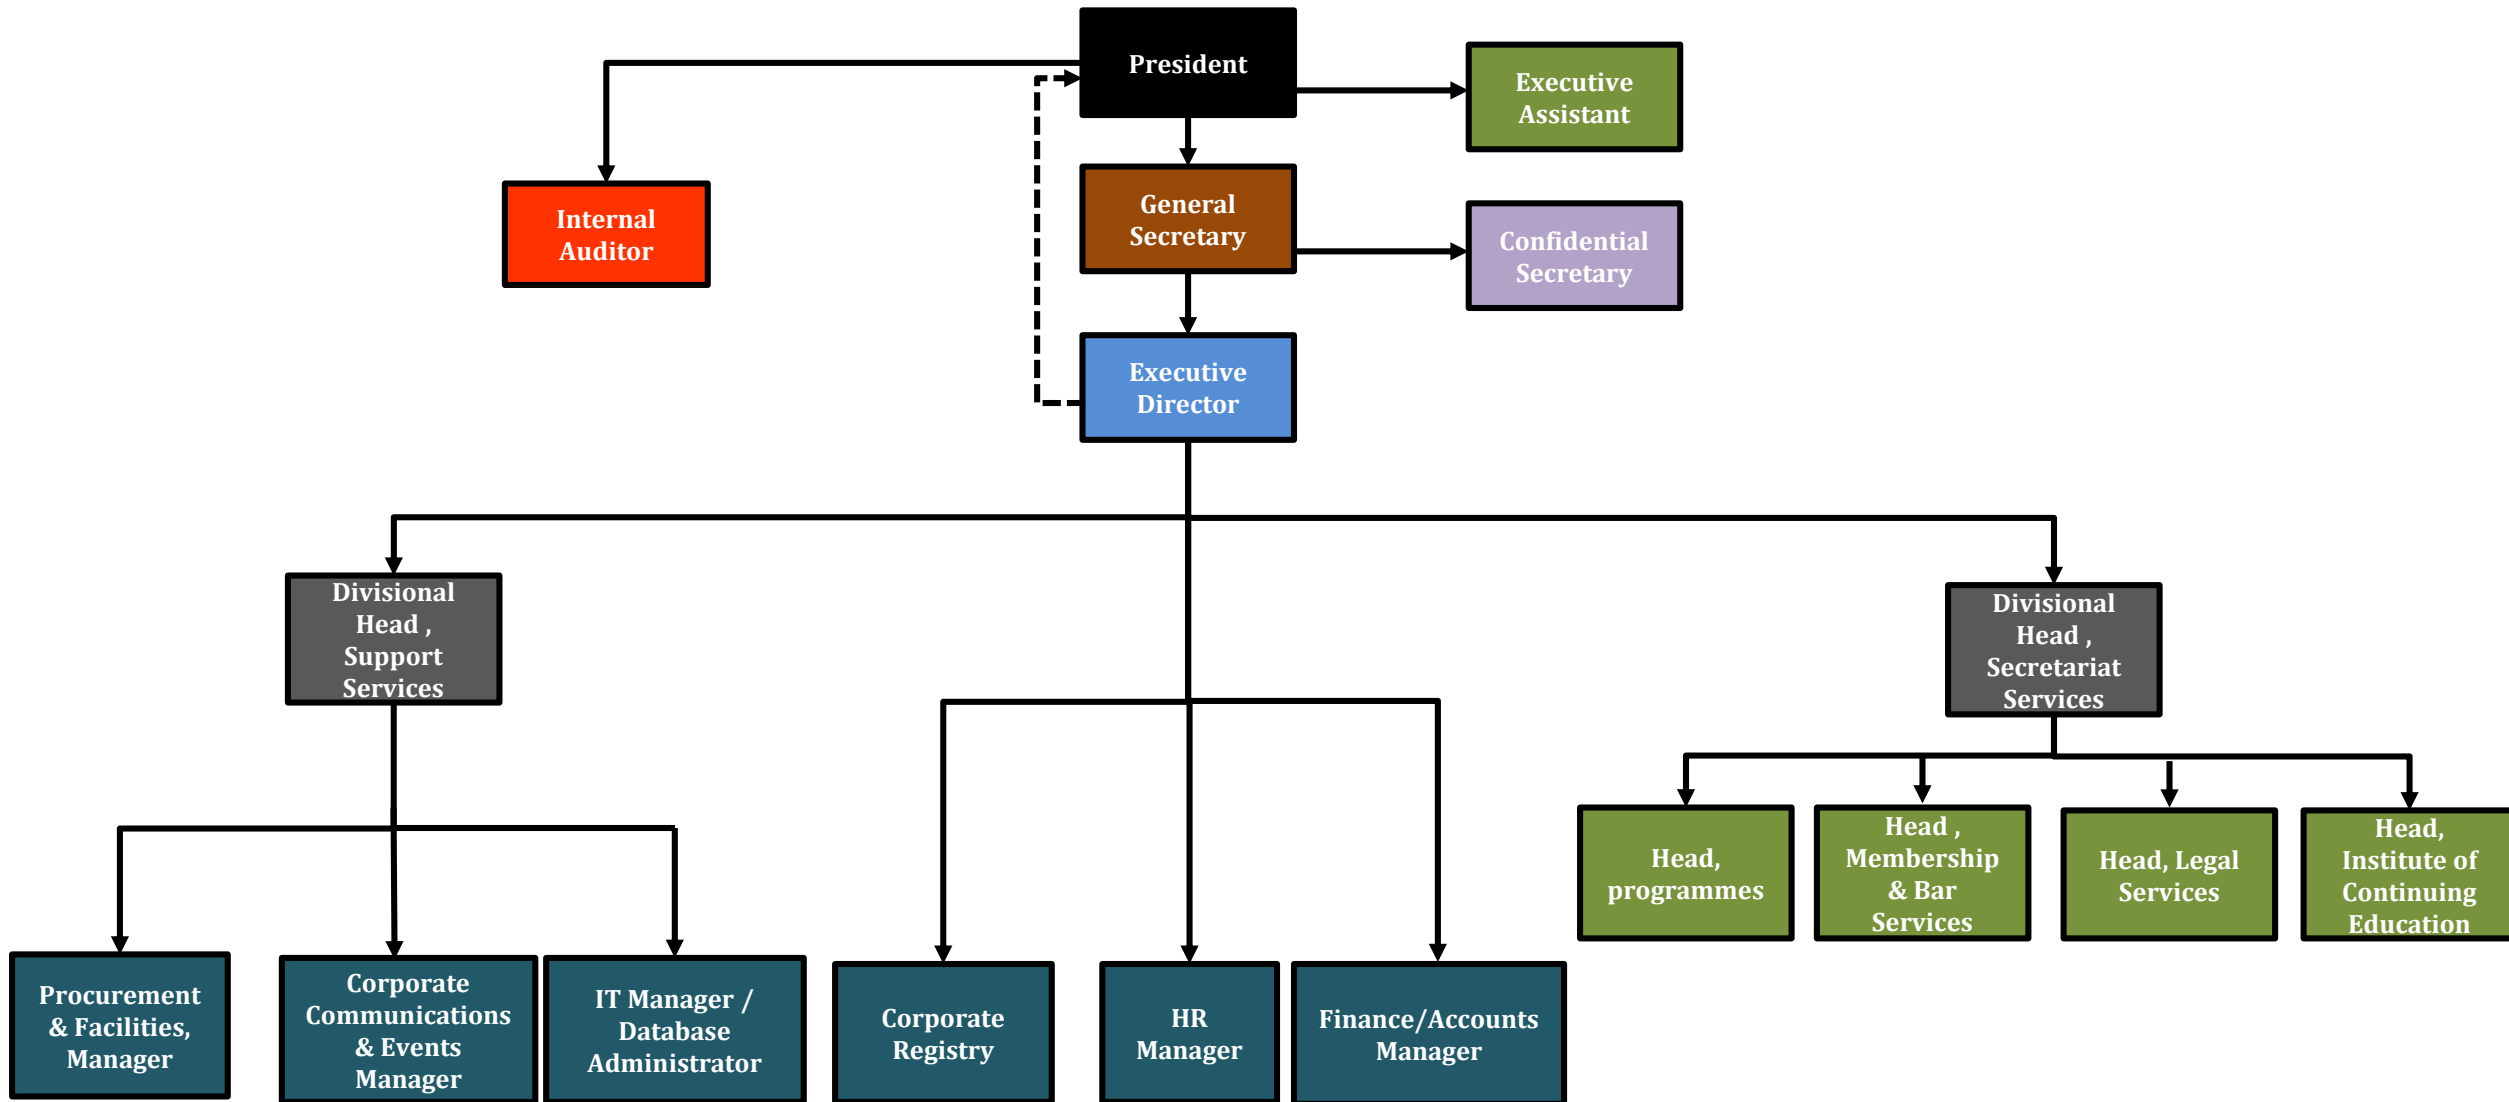 President
Executive
Assistant
Internal
Auditor
General
Secretary
Confidential
Secretary
Executive
Director
Divisional
Head ,
Support
Services
Divisional
Head ,
Secretariat
Services
Head,
programmes
Head ,
Membership
& Bar
Services
Head, Legal
Services
Head,
Institute of
Continuing
Education
Procurement
& Facilities,
Manager
Corporate
Communications
& Events
Manager
IT Manager /
Database
Administrator
Corporate
Registry
HR
Manager
Finance/Accounts
Manager